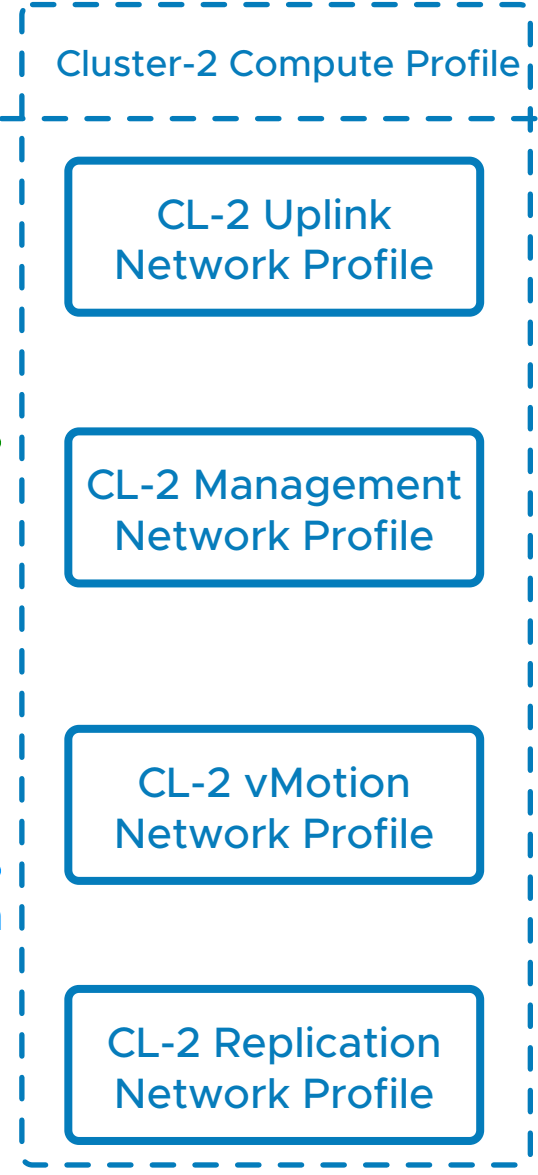 Cluster-2 Compute Profile
CL-2 Uplink
Network Profile
CL-2 Management
Network Profile
CL-2 vMotion
Network Profile
CL-2 Replication
Network Profile